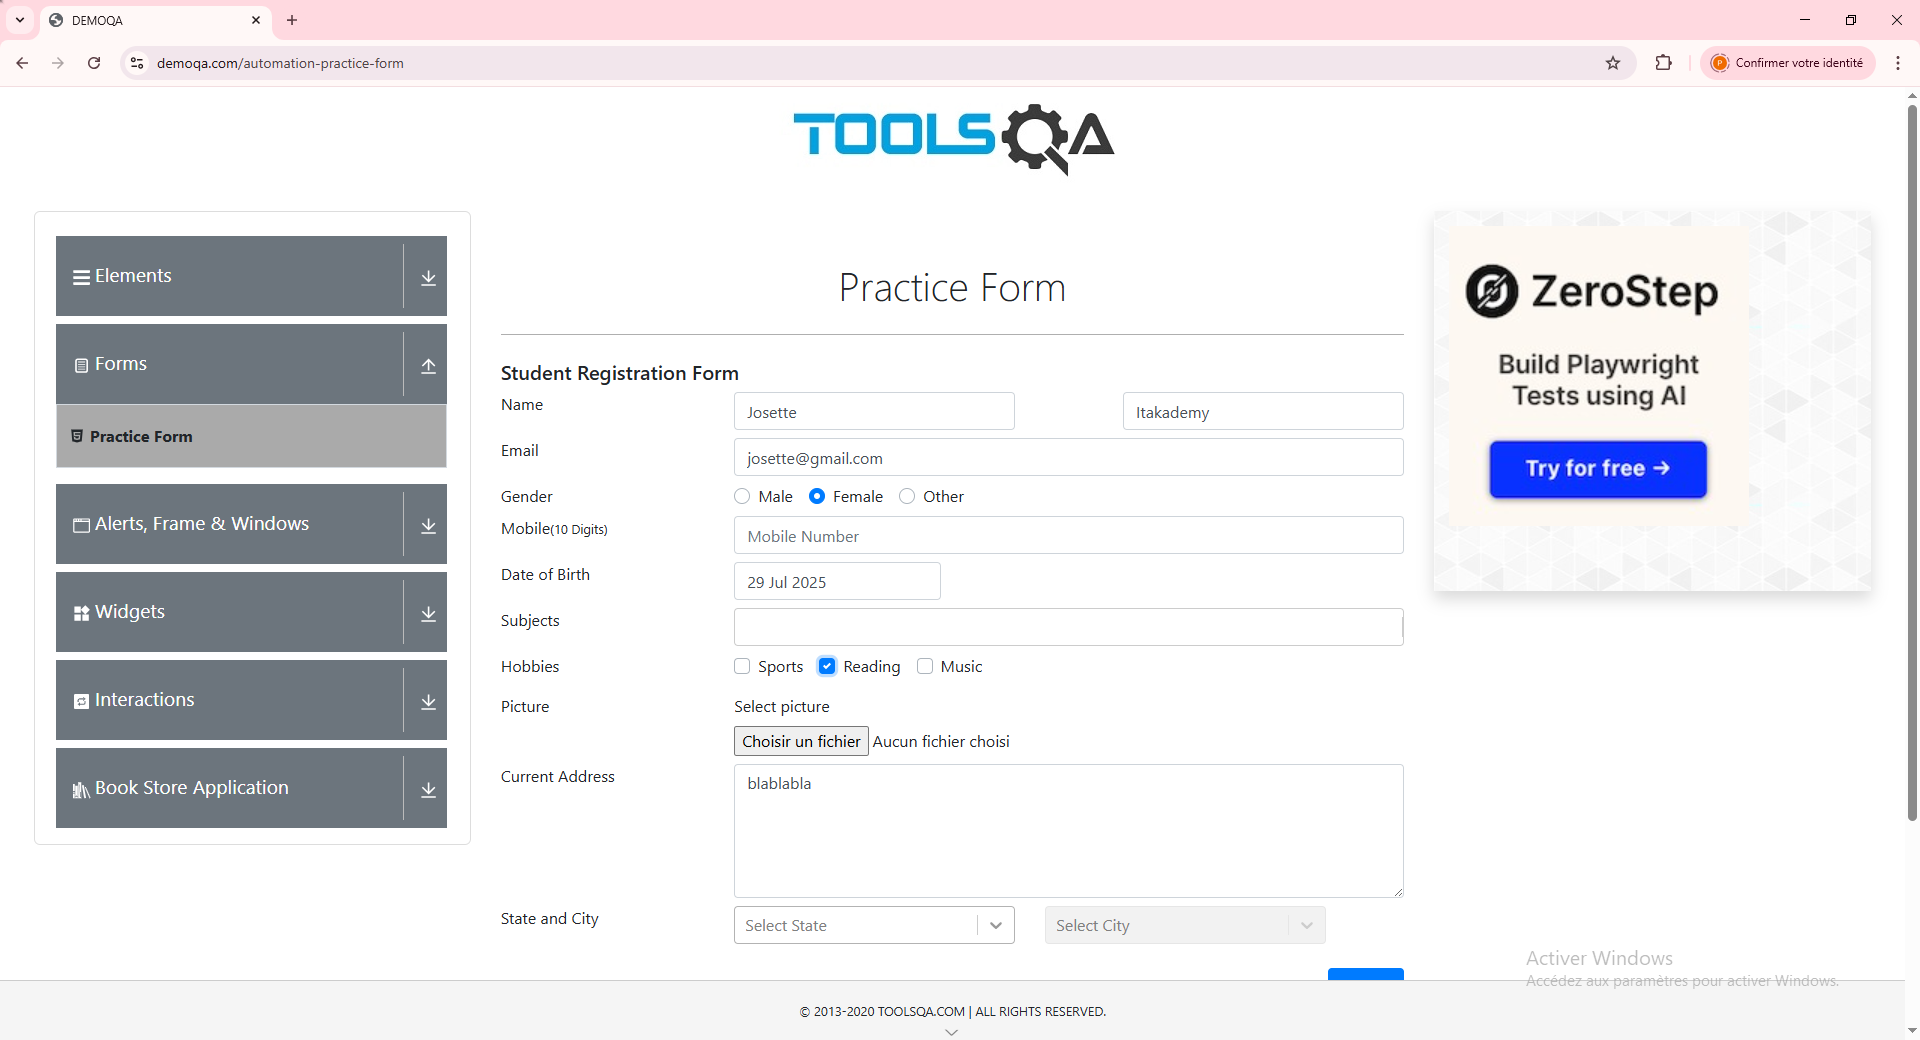 DEMOQA
demoqa.com/automation-practice-form
Confirmer votre identité
TOOLSQA
Elements
Forms
Practice Form
Alerts, Frame & Windows
Widgets
Interactions
Book Store Application
Practice Form
Student Registration Form
Name Josette Itakademy
Email josette@gmail.com
Gender Male Female Other
Mobile(10 Digits) Mobile Number
Date of Birth 29 Jul 2025
Subjects
Hobbies Sports Reading Music
Picture Select picture
Choisir un fichier Aucun fichier choisi
Current Address blablabla
State and City Select State Select City
ZeroStep
Build Playwright
Tests using AI
Try for free →
Activer Windows
Accédez aux paramètres pour activer Windows.
© 2013-2020 TOOLSQA.COM | ALL RIGHTS RESERVED.